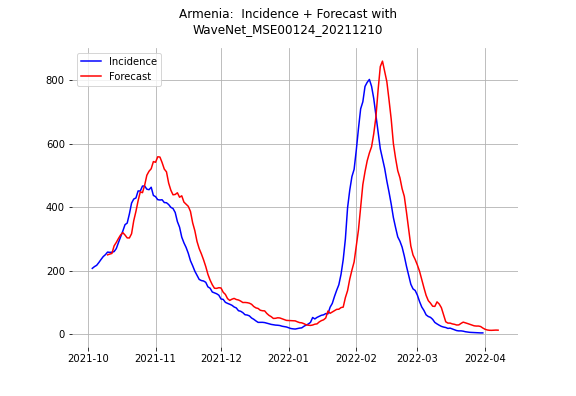 Armenia:  Incidence + Forecast with
WaveNet_MSE00124_20211210
Incidence
Forecast
800
600
400
200
0
2021-10 2021-11 2021-12 2022-01 2022-02 2022-03 2022-04